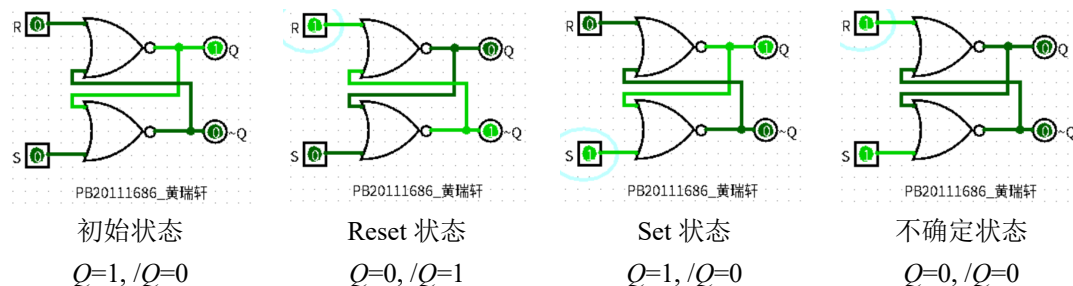 R 0 1 Q
0 ~Q
S 0
PB20111686_黄瑞轩
初始状态
Q=1, /Q=0
R 1 0 Q
1 ~Q
S 0
PB20111686_黄瑞轩
Reset 状态
Q=0, /Q=1
R 0 1 Q
0 ~Q
S 1
PB20111686_黄瑞轩
Set 状态
Q=1, /Q=0
R 1 0 Q
0 ~Q
S 1
PB20111686_黄瑞轩
不确定状态
Q=0, /Q=0